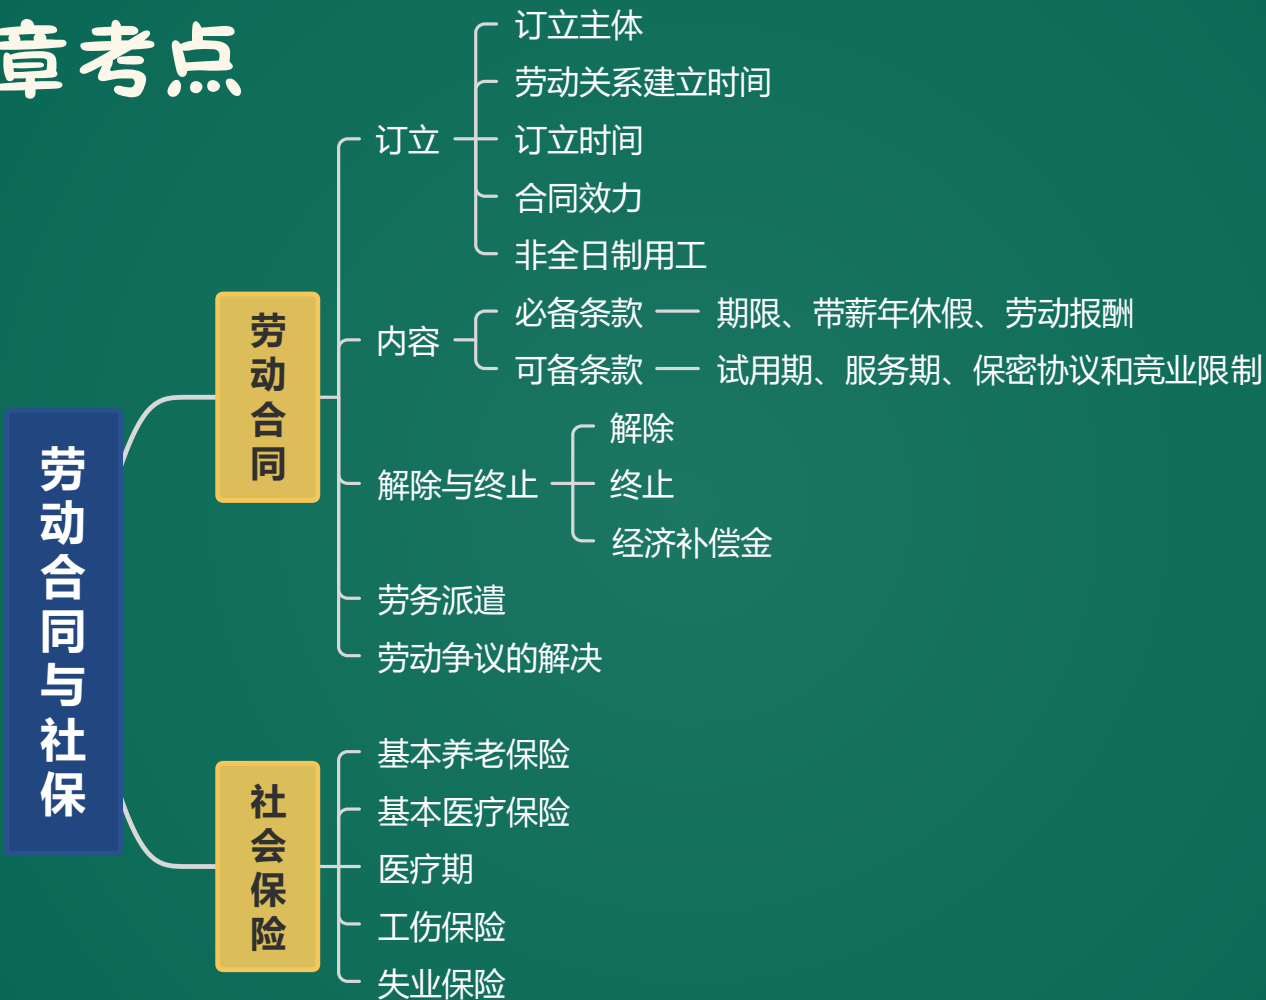 章考点
订立主体
劳动关系建立时间
订立
订立时间
合同效力
非全日制用工
劳动合同
内容
必备条款
期限、带薪年休假、劳动报酬
可备条款
试用期、服务期、保密协议和竞业限制
解除与终止
解除
终止
经济补偿金
劳务派遣
劳动争议的解决
劳动合同与社保
社会保险
基本养老保险
基本医疗保险
医疗期
工伤保险
失业保险